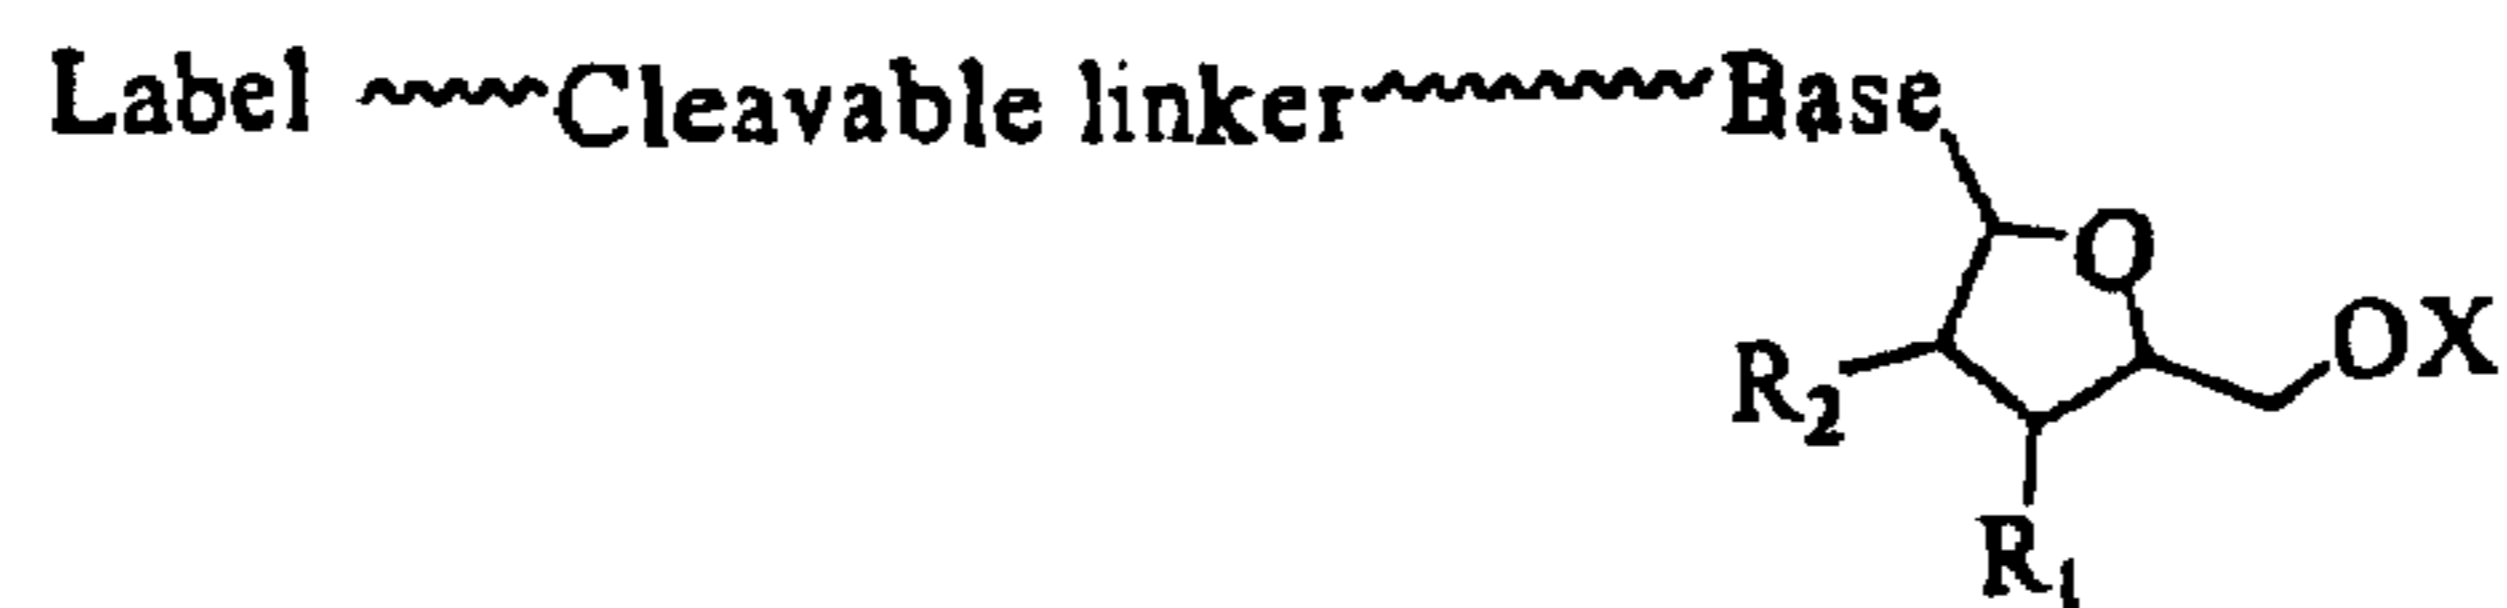 Label Cleavable linker Base
O
OX
R₂
R₁